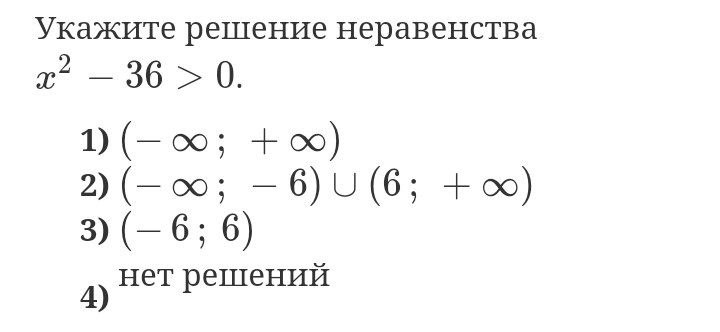 Укажите решение неравенства
x² − 36 > 0.
1) (− ∞ ; + ∞)
2) (− ∞ ; − 6) ∪ (6 ; + ∞)
3) (− 6 ; 6)
4) нет решений